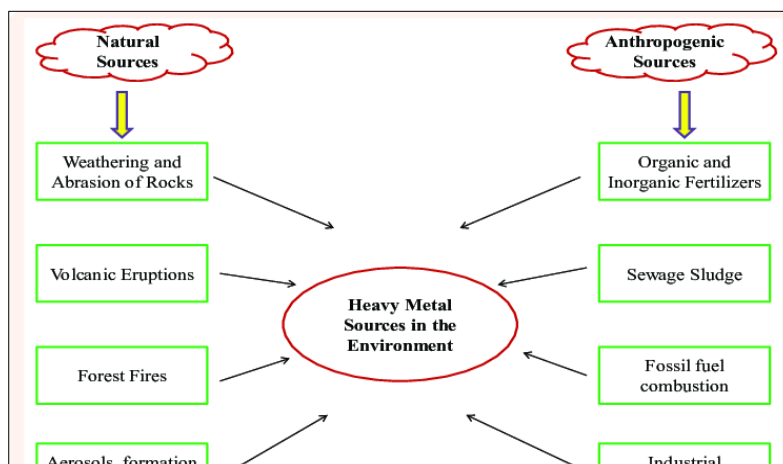 Natural
Sources
Anthropogenic
Sources
Weathering and
Abrasion of Rocks
Organic and
Inorganic Fertilizers
Volcanic Eruptions
Sewage Sludge
Heavy Metal
Sources in the
Environment
Forest Fires
Fossil fuel
combustion
Aerosols formation
Industrial